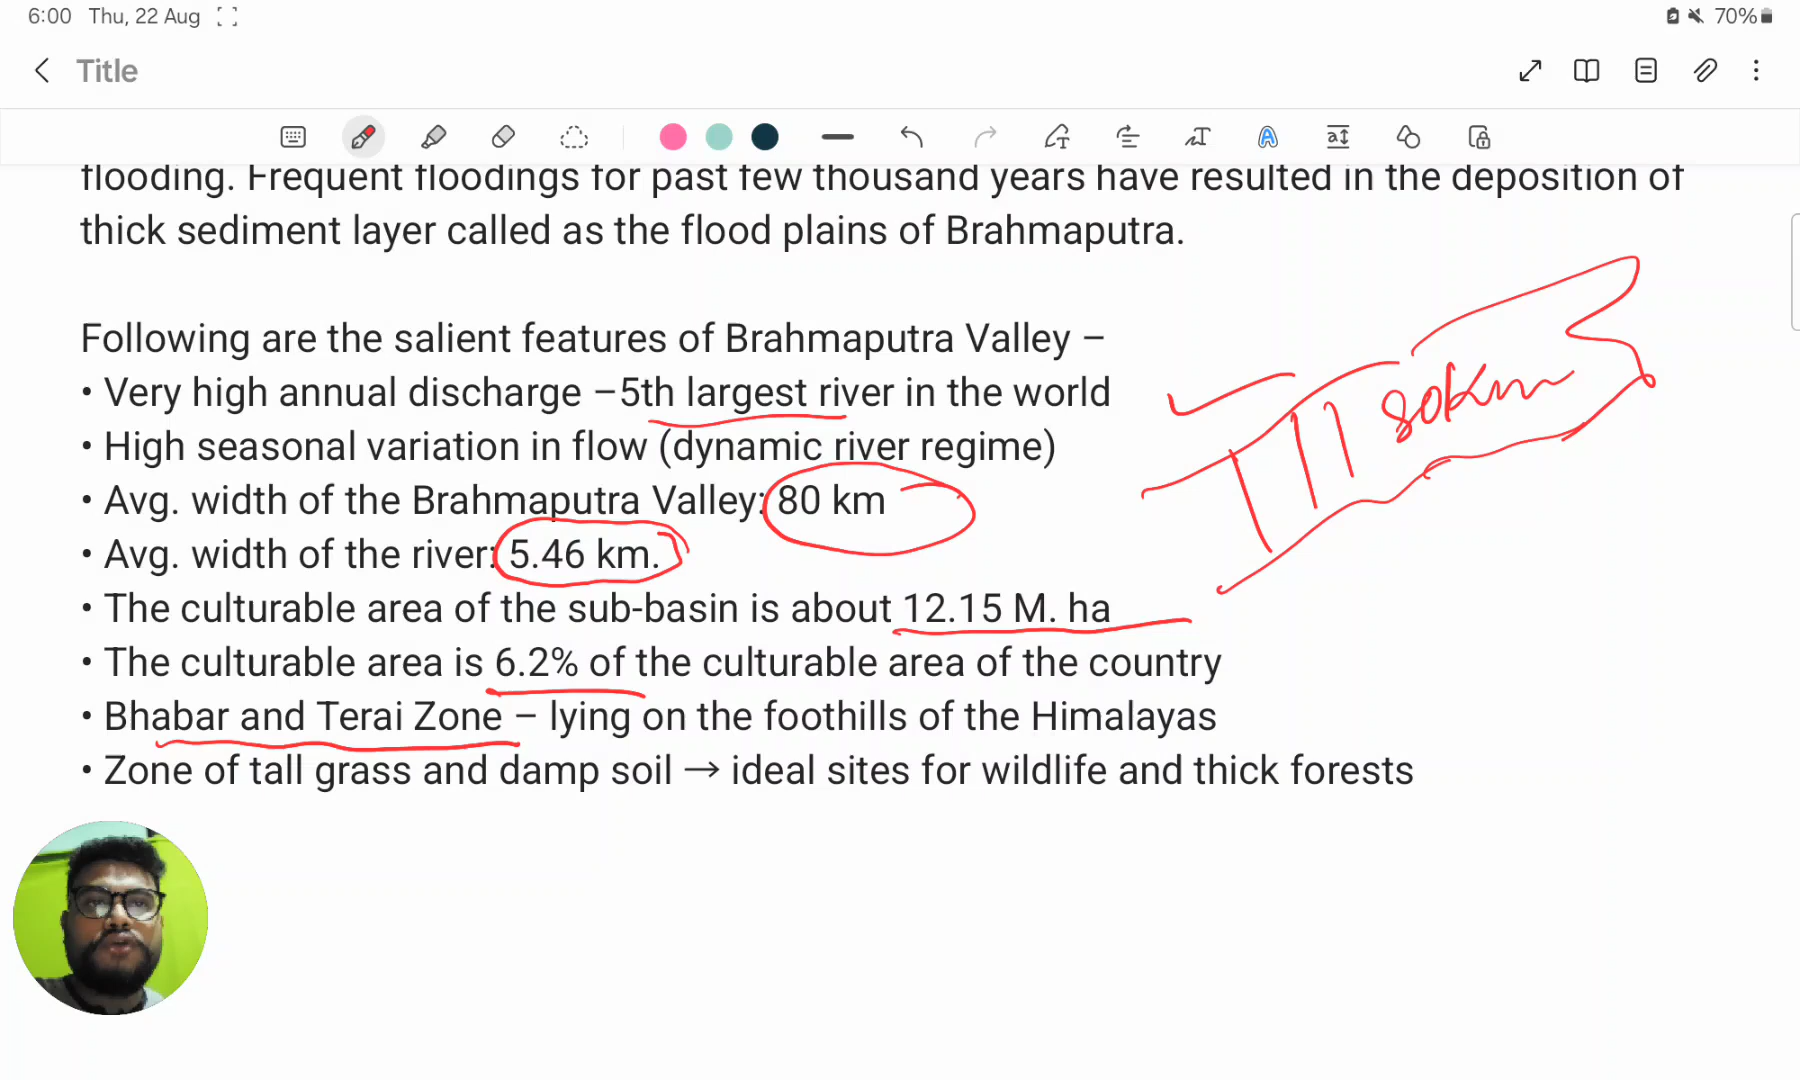 6:00 Thu, 22 Aug 70%
Title
flooding. Frequent floodings for past few thousand years have resulted in the deposition of
thick sediment layer called as the flood plains of Brahmaputra.
Following are the salient features of Brahmaputra Valley –
• Very high annual discharge –5th largest river in the world
• High seasonal variation in flow (dynamic river regime)
• Avg. width of the Brahmaputra Valley: 80 km
• Avg. width of the river: 5.46 km.
• The culturable area of the sub-basin is about 12.15 M. ha
• The culturable area is 6.2% of the culturable area of the country
• Bhabar and Terai Zone – lying on the foothills of the Himalayas
• Zone of tall grass and damp soil → ideal sites for wildlife and thick forests
80Km